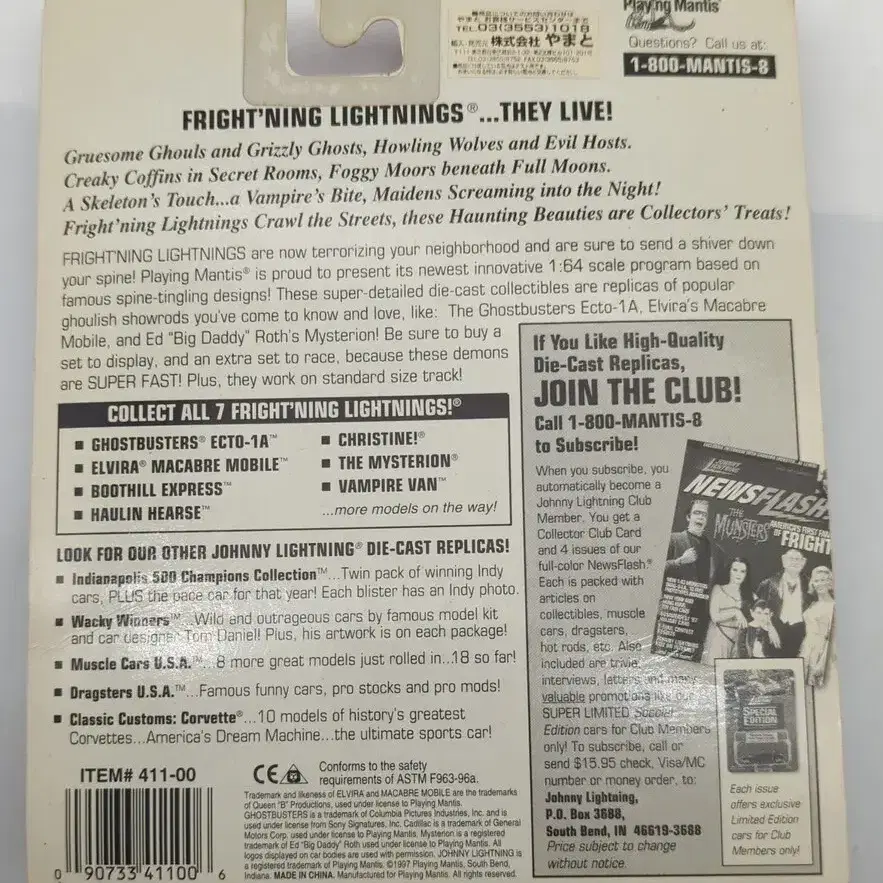 TEL.03(3553)1018
株式会社 やまと
Playing Mantis
Questions? Call us at:
1-800-MANTIS-8
FRIGHT'NING LIGHTNINGS®...THEY LIVE!
Gruesome Ghouls and Grizzly Ghosts, Howling Wolves and Evil Hosts.
Creaky Coffins in Secret Rooms, Foggy Moors beneath Full Moons.
A Skeleton's Touch...a Vampire's Bite, Maidens Screaming into the Night!
Fright'ning Lightnings Crawl the Streets, these Haunting Beauties are Collectors' Treats!
FRIGHT'NING LIGHTNINGS are now terrorizing your neighborhood and are sure to send a shiver down
your spine! Playing Mantis® is proud to present its newest innovative 1:64 scale program based on
famous spine-tingling designs! These super-detailed die-cast collectibles are replicas of popular
ghoulish showrods you've come to know and love, like: The Ghostbusters Ecto-1A, Elvira's Macabre
Mobile, and Ed "Big Daddy" Roth's Mysterion! Be sure to buy a
set to display, and an extra set to race, because these demons
are SUPER FAST! Plus, they work on standard size track!
COLLECT ALL 7 FRIGHT'NING LIGHTNINGS!®
■ GHOSTBUSTERS® ECTO-1A™
■ ELVIRA® MACABRE MOBILE™
■ BOOTHILL EXPRESS™
■ HAULIN HEARSE™
■ CHRISTINE!®
■ THE MYSTERION®
■ VAMPIRE VAN™
...more models on the way!
LOOK FOR OUR OTHER JOHNNY LIGHTNING® DIE-CAST REPLICAS!
■ Indianapolis 500 Champions Collection™...Twin pack of winning Indy
cars, PLUS the pace car for that year! Each blister has an Indy photo.
■ Wacky Winners™...Wild and outrageous cars by famous model kit
and car designer Tom Daniel! Plus, his artwork is on each package!
■ Muscle Cars U.S.A.™...8 more great models just rolled in...18 so far!
■ Dragsters U.S.A.™...Famous funny cars, pro stocks and pro mods!
■ Classic Customs: Corvette®...10 models of history's greatest
Corvettes...America's Dream Machine...the ultimate sports car!
ITEM# 411-00
0 90733 41100 6
CE
Conforms to the safety
requirements of ASTM F963-96a.
Trademark and likeness of ELVIRA and MACABRE MOBILE are the trademarks
of Queen "B" Productions, used under license to Playing Mantis.
GHOSTBUSTERS is a trademark of Columbia Pictures Industries, Inc. and is
used under license from Sony Signatures, Inc. Cadillac is a trademark of General
Motors Corp. used under license to Playing Mantis. Mysterion is a registered
trademark of Ed "Big Daddy" Roth used under license to Playing Mantis. All
logos displayed on car bodies are used with permission. JOHNNY LIGHTNING is
a registered trademark of Playing Mantis. ©1997 Playing Mantis, South Bend,
Indiana. MADE IN CHINA. Manufactured for Playing Mantis. All rights reserved.
If You Like High-Quality
Die-Cast Replicas,
JOIN THE CLUB!
Call 1-800-MANTIS-8
to Subscribe!
When you subscribe, you
automatically become a
Johnny Lightning Club
Member. You get a
Collector Club Card
and 4 issues of our
full-color NewsFlash.®
Each is packed with
articles on
collectibles, muscle
cars, dragsters,
hot rods, etc. Also
included are trivia,
interviews, letters and many
valuable promotions like our
SUPER LIMITED Special
Edition cars for Club Members
only! To subscribe, call or
send $15.95 check, Visa/MC
number or money order, to:
Johnny Lightning,
P.O. Box 3688,
South Bend, IN 46619-3688
Price subject to change
without notice.
NEWSFLASH
THE
MUNSTERS
AMERICA'S FIRST
OF FRIGHT
SPECIAL
EDITION
Each issue
offers exclusive
Limited Edition
cars for Club
Members only!